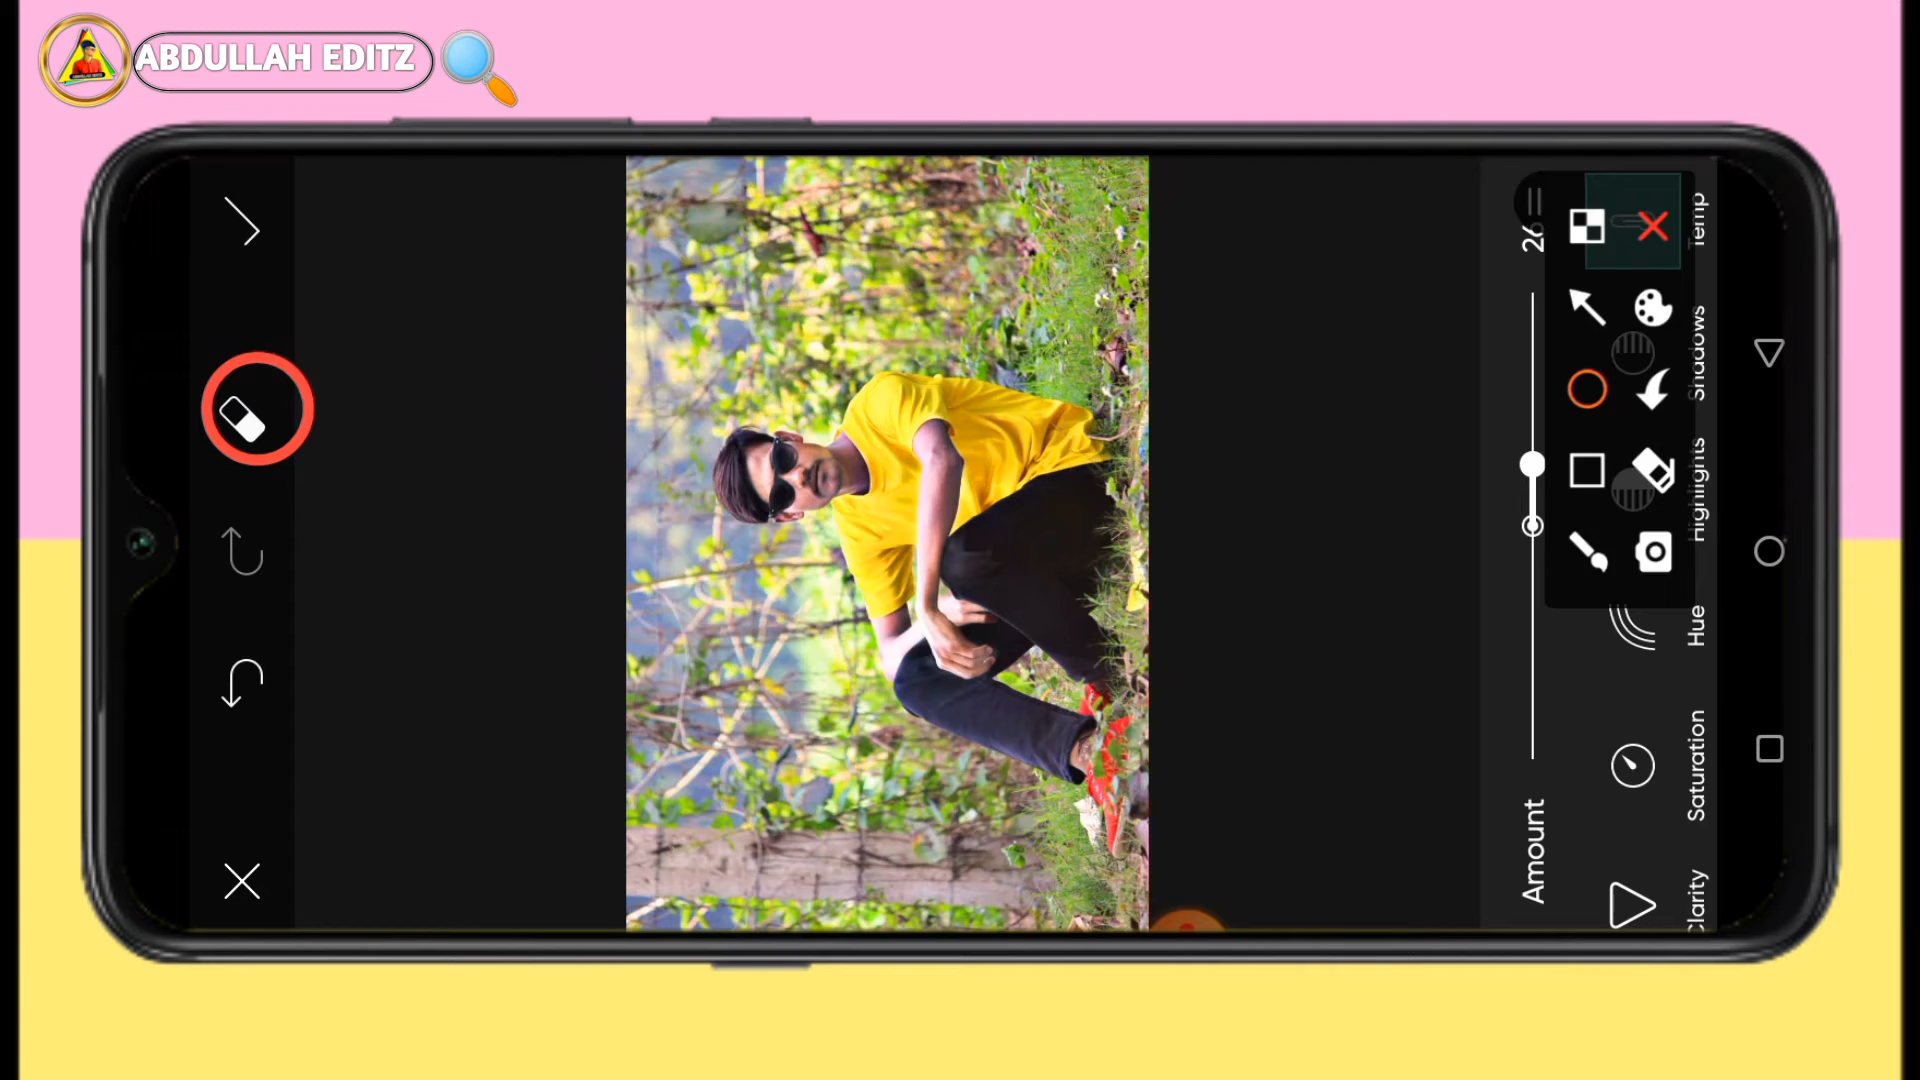 ABDULLAH EDITZ
26
Amount
Temp
Shadows
Highlights
Hue
Saturation
Clarity